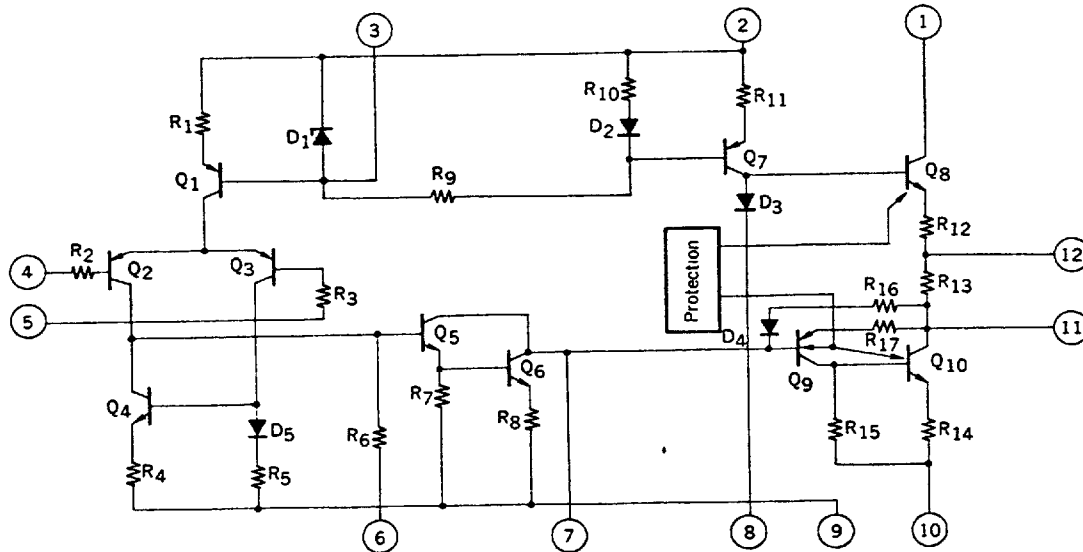 3
2
1
R1
D1
R10
D2
R11
Q1
Q7
Q8
R9
D3
R2
4
Q2
Q3
R3
5
Protection
R12
12
R13
R16
11
D4
R17
Q5
Q6
Q9
Q10
R7
R8
Q4
D5
R6
R15
R14
R4
R5
6
7
8
9
10